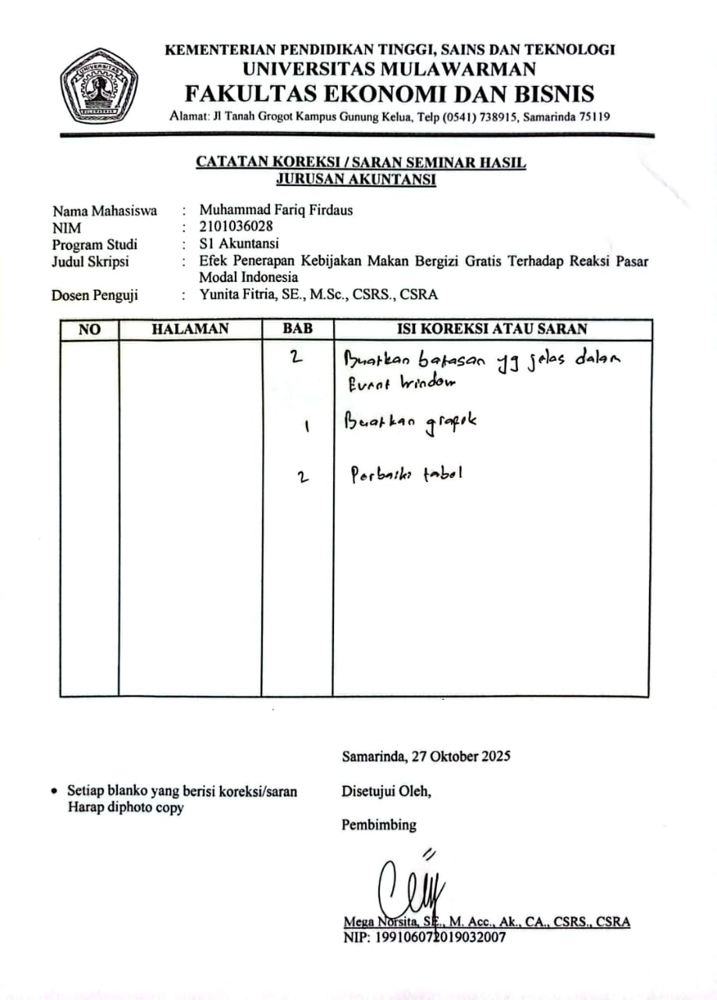 KEMENTERIAN PENDIDIKAN TINGGI, SAINS DAN TEKNOLOGI
UNIVERSITAS MULAWARMAN
FAKULTAS EKONOMI DAN BISNIS
Alamat: Jl Tanah Grogot Kampus Gunung Kelua, Telp (0541) 738915, Samarinda 75119
UNIVERSITAS
MULAWARMAN
CATATAN KOREKSI / SARAN SEMINAR HASIL
JURUSAN AKUNTANSI
Nama Mahasiswa : Muhammad Fariq Firdaus
NIM : 2101036028
Program Studi : S1 Akuntansi
Judul Skripsi : Efek Penerapan Kebijakan Makan Bergizi Gratis Terhadap Reaksi Pasar
Modal Indonesia
Dosen Penguji : Yunita Fitria, SE., M.Sc., CSRS., CSRA
NO HALAMAN BAB ISI KOREKSI ATAU SARAN
2 Buatkan batasan yg jelas dalam
Event Window
1 Buatkan grafik
2 Perbaiki tabel
Samarinda, 27 Oktober 2025
• Setiap blanko yang berisi koreksi/saran
Harap diphoto copy
Disetujui Oleh,
Pembimbing
Mega Norsita, SE., M. Acc., Ak., CA., CSRS., CSRA
NIP: 199106072019032007